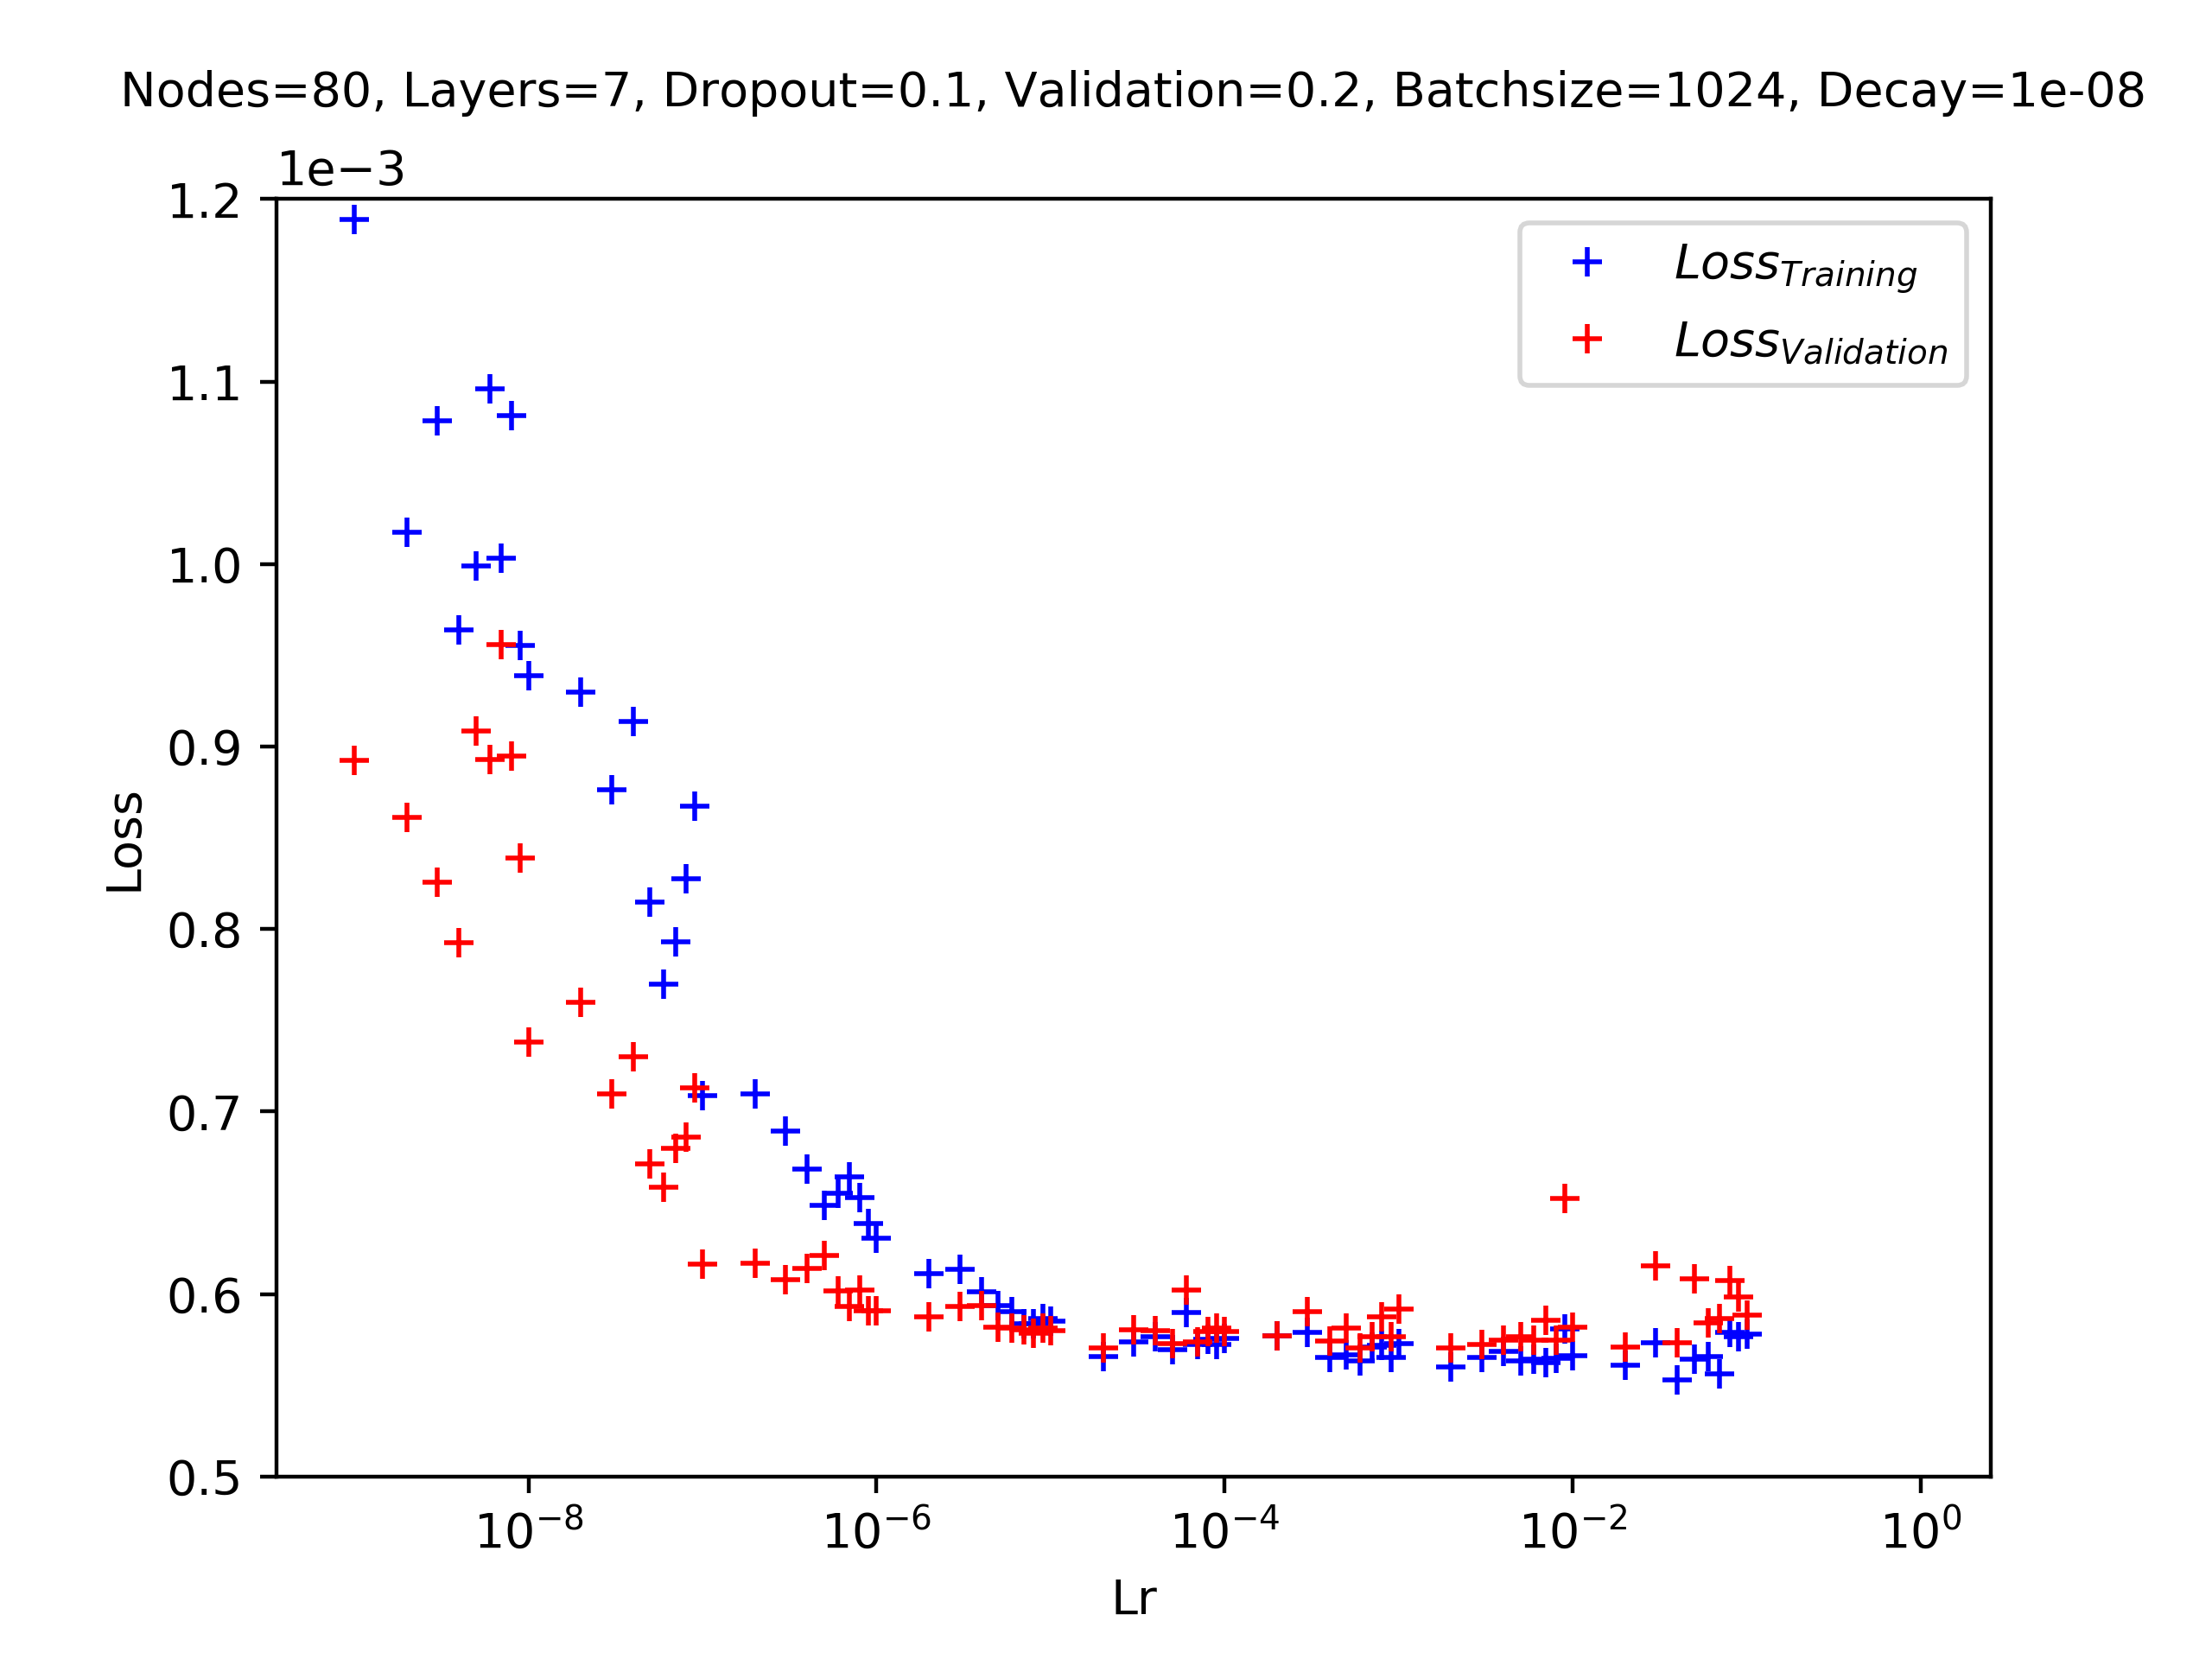 Nodes=80, Layers=7, Dropout=0.1, Validation=0.2, Batchsize=1024, Decay=1e-08
1e−3
1.2
1.1
1.0
0.9
0.8
0.7
0.6
0.5
Loss
Loss_Training
Loss_Validation
10⁻⁸ 10⁻⁶ 10⁻⁴ 10⁻² 10⁰
Lr